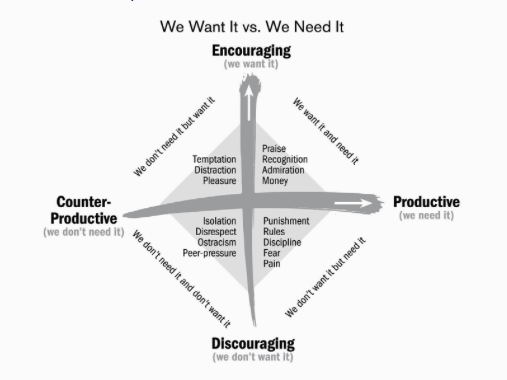 We Want It vs. We Need It
Encouraging
(we want it)
We don't need it but want it
We want it and need it
Temptation
Distraction
Pleasure
Praise
Recognition
Admiration
Money
Counter-
Productive
(we don't need it)
Productive
(we need it)
Isolation
Disrespect
Ostracism
Peer-pressure
Punishment
Rules
Discipline
Fear
Pain
We don't need it and don't want it
We don't want it but need it
Discouraging
(we don't want it)